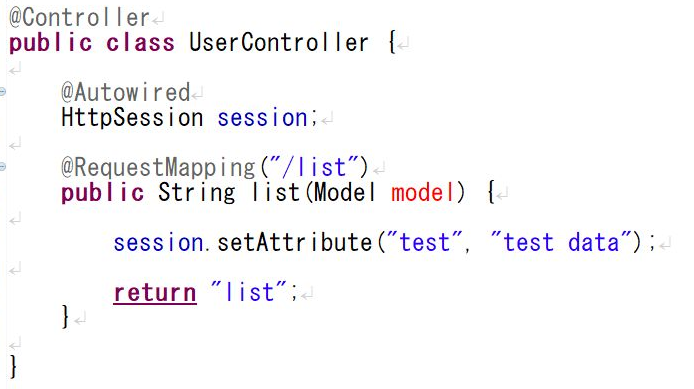 @Controller
public class UserController {
@Autowired
HttpSession session;
@RequestMapping("/list")
public String list(Model model) {
session.setAttribute("test", "test data");
return "list";
}
}